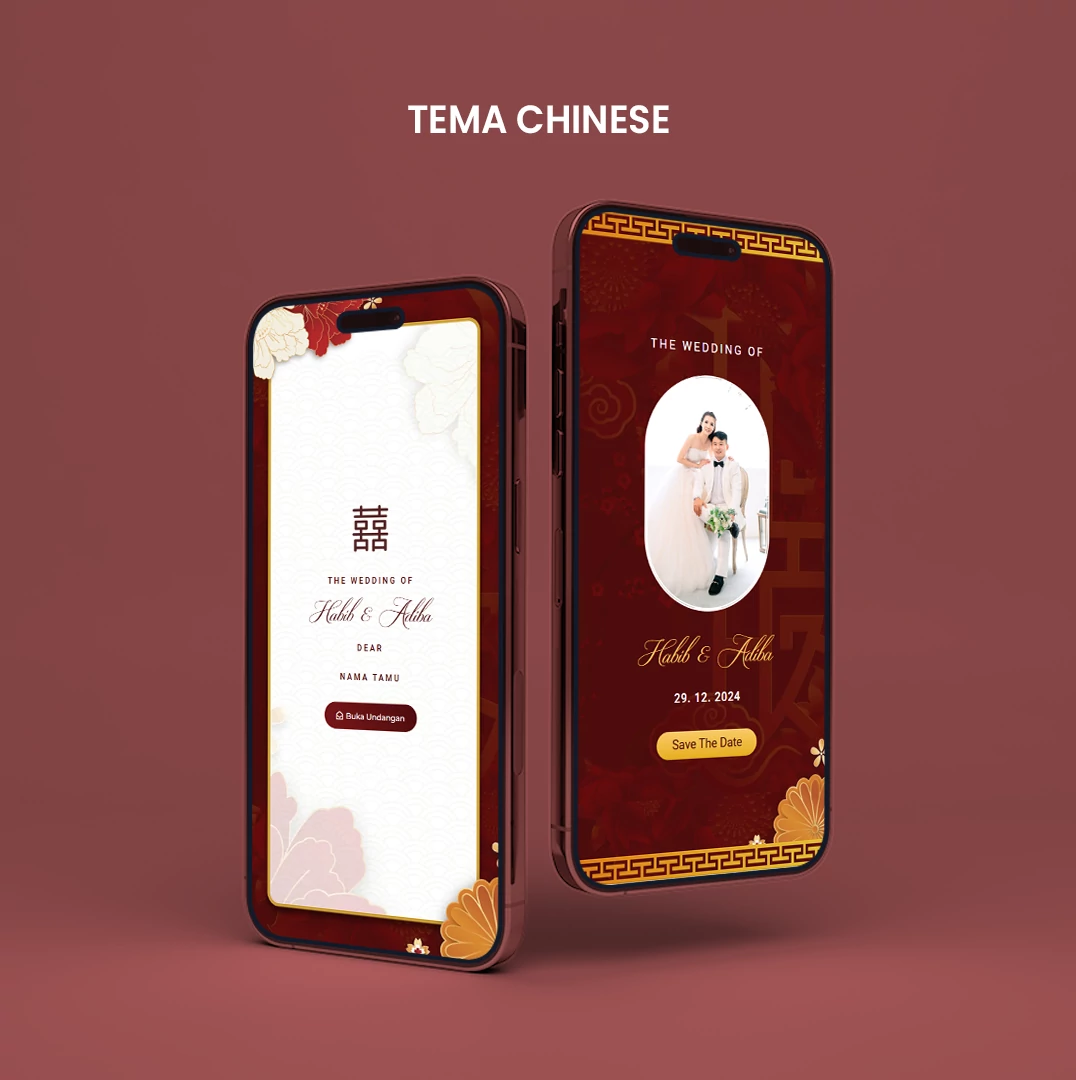 TEMA CHINESE
囍
THE WEDDING OF
Habib & Adiba
DEAR
NAMA TAMU
Buka Undangan
THE WEDDING OF
Habib & Adiba
29. 12. 2024
Save The Date